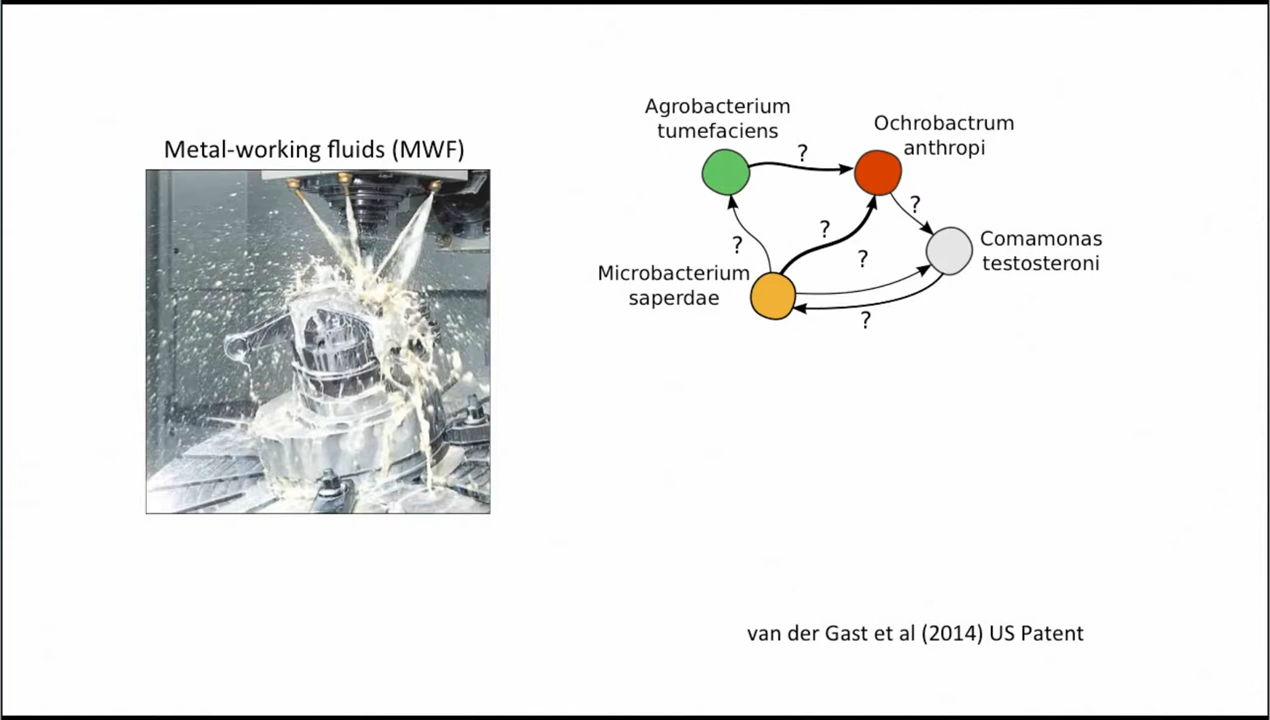 Metal-working fluids (MWF)
Agrobacterium
tumefaciens
Ochrobactrum
anthropi
?
?
?
?
?
Comamonas
testosteroni
Microbacterium
saperdae
?
van der Gast et al (2014) US Patent